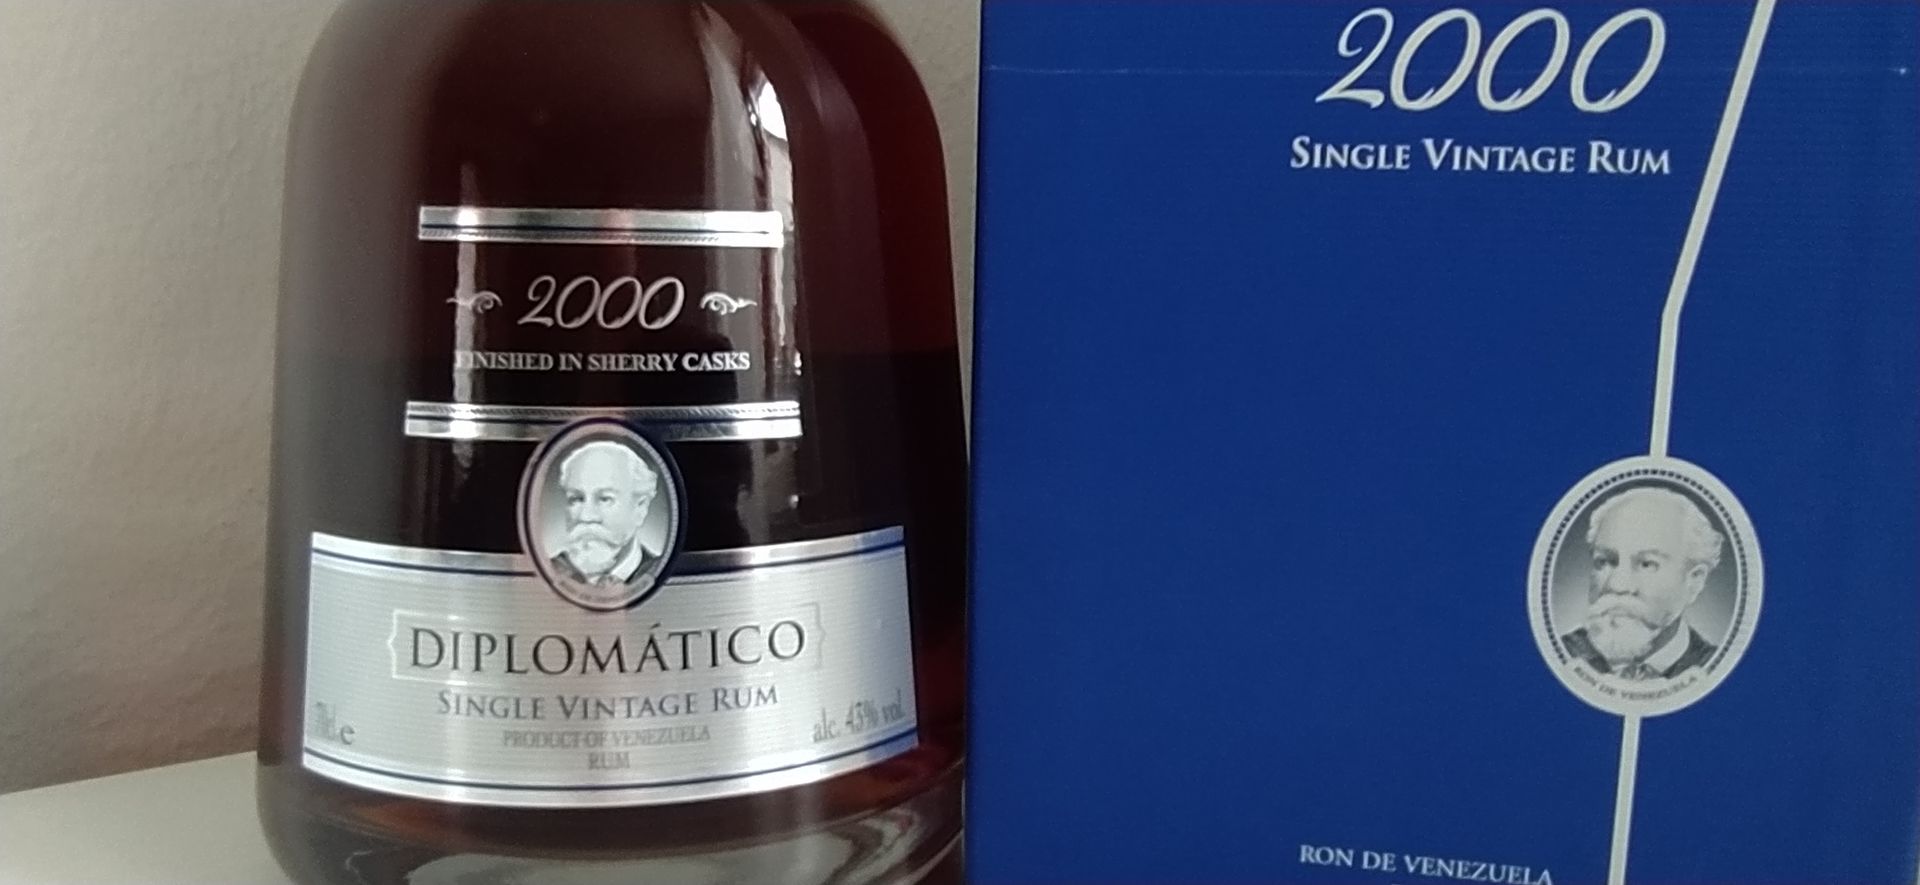 2000
FINISHED IN SHERRY CASKS
DIPLOMÁTICO
SINGLE VINTAGE RUM
70cl.e
alc. 43% vol.
PRODUCT OF VENEZUELA
RUM
2000
SINGLE VINTAGE RUM
RON DE VENEZUELA
RON DE VENEZUELA